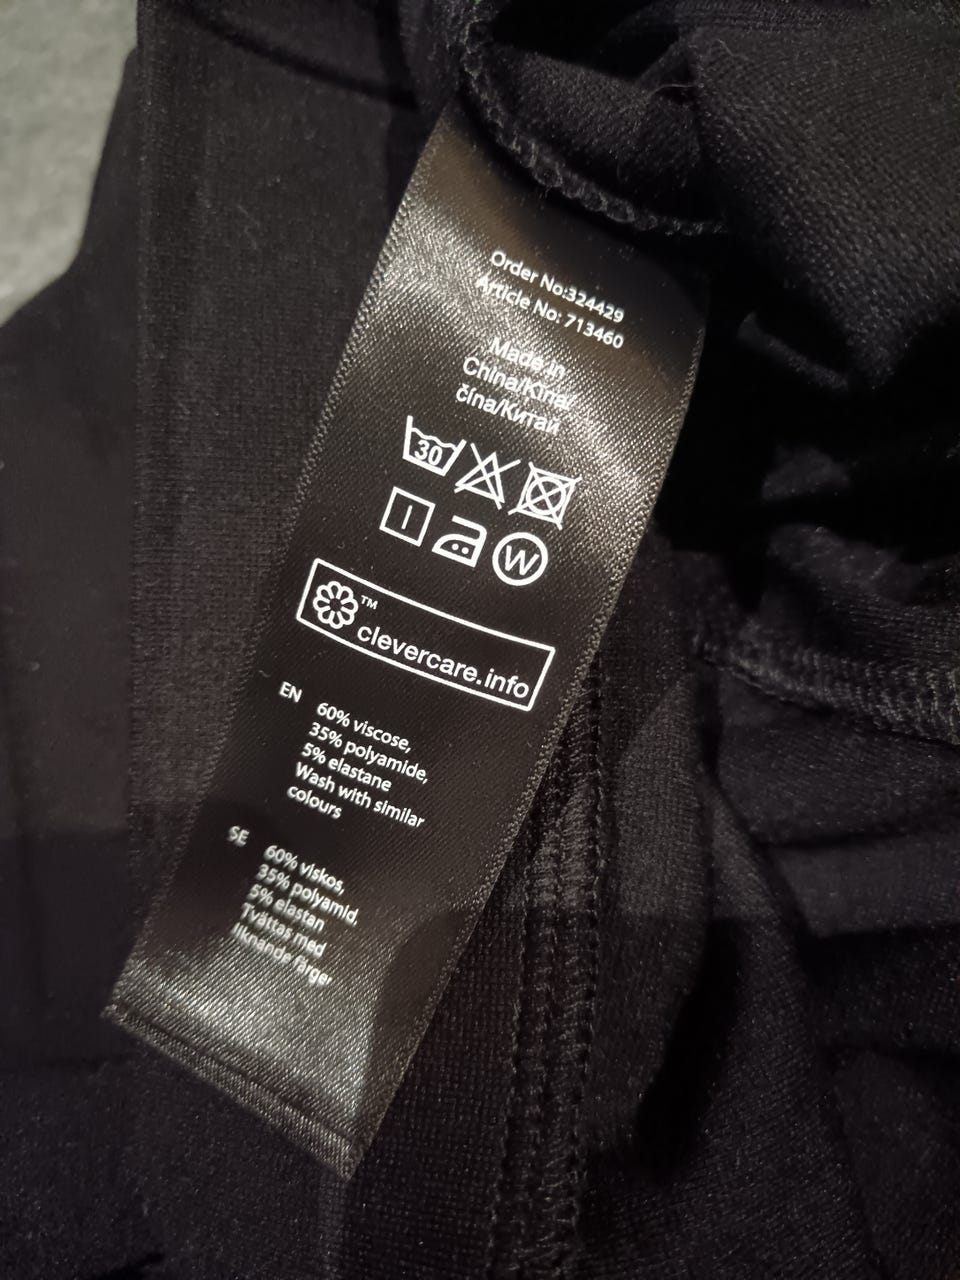 Order No:324429
Article No: 713460
Made in
China/Kina/
čína/Китай
30
W
TM
clevercare.info
EN
60% viscose,
35% polyamide,
5% elastane
Wash with similar
colours
SE
60% viskos,
35% polyamid,
5% elastan
Tvättas med
liknande färger